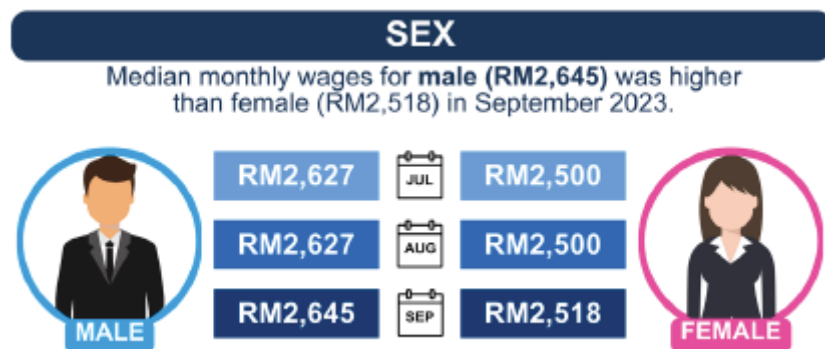 SEX
Median monthly wages for male (RM2,645) was higher
than female (RM2,518) in September 2023.
RM2,627 JUL RM2,500
RM2,627 AUG RM2,500
RM2,645 SEP RM2,518
MALE FEMALE